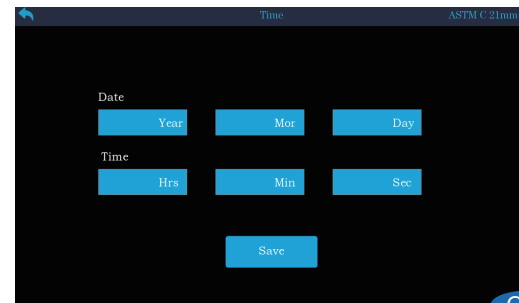 Time ASTM C 21mm
Date
Year Mor Day
Time
Hrs Min Sec
Save